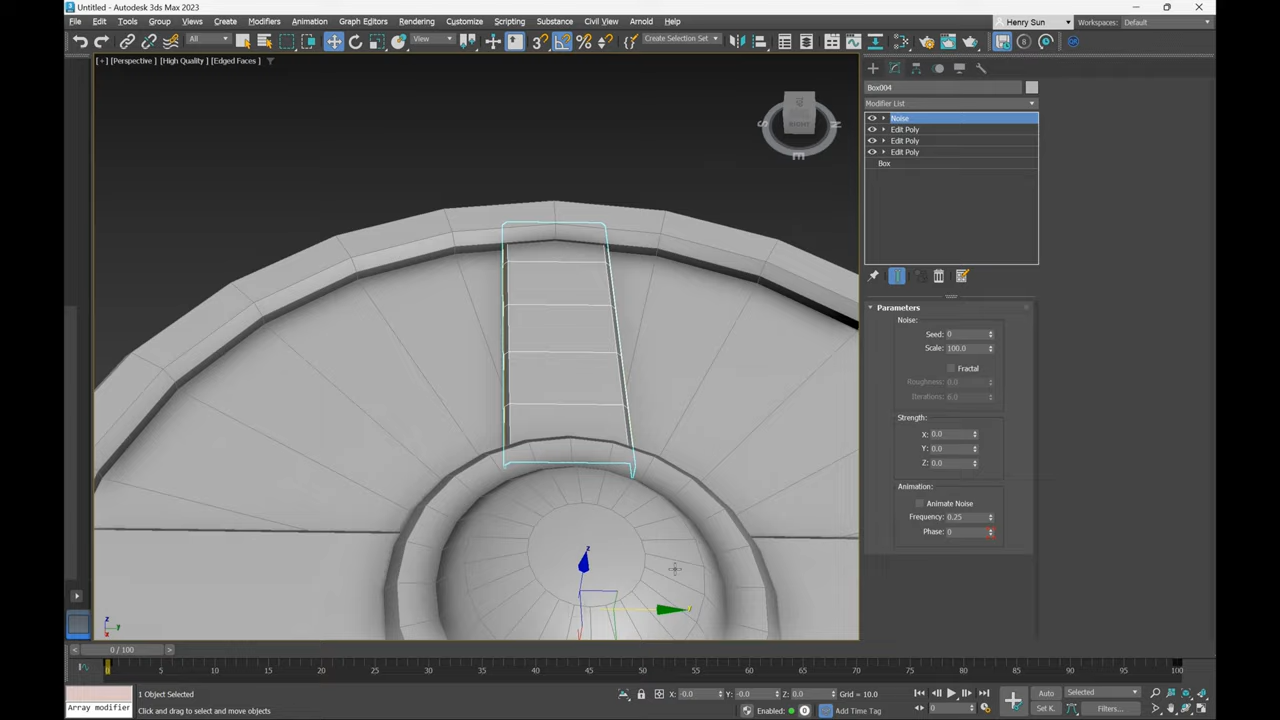 Untitled - Autodesk 3ds Max 2023
File Edit Tools Group Views Create Modifiers Animation Graph Editors Rendering Customize Scripting Substance Civil View Arnold Help
Henry Sun Workspaces: Default
All View Create Selection Set
[+] [Perspective] [High Quality] [Edged Faces]
Box004
Modifier List
Noise
Edit Poly
Edit Poly
Edit Poly
Box
RIGHT
S N
E
Parameters
Noise:
Seed: 0
Scale: 100.0
Fractal
Roughness: 0.0
Iterations: 6.0
Strength:
X: 0.0
Y: 0.0
Z: 0.0
Animation:
Animate Noise
Frequency: 0.25
Phase: 0
z
y
z
y
x
0 / 100
0 5 10 15 20 25 30 35 40 45 50 55 60 65 70 75 80 85 90 95 100
1 Object Selected X: -0.0 Y: -0.0 Z: 0.0 Grid = 10.0 Auto Selected
Array modifier Click and drag to select and move objects Enabled: 0 Add Time Tag 0 Set K. Filters...